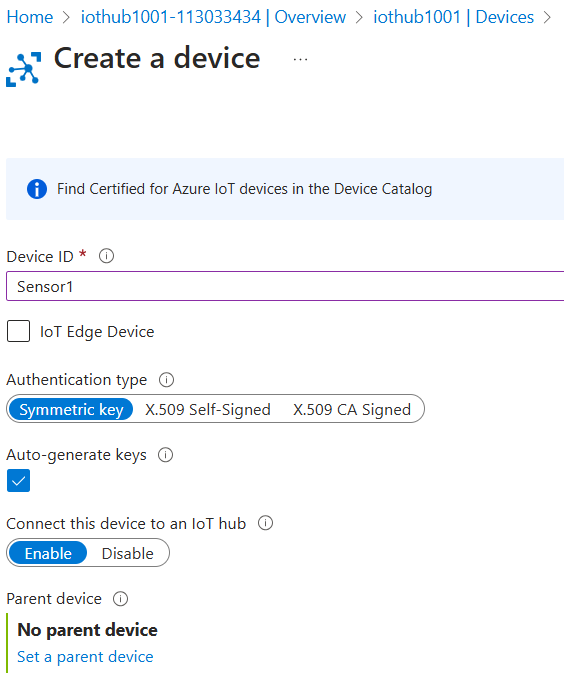 Home > iothub1001-113033434 | Overview > iothub1001 | Devices >
Create a device ...
Find Certified for Azure IoT devices in the Device Catalog
Device ID *
Sensor1
IoT Edge Device
Authentication type
Symmetric key X.509 Self-Signed X.509 CA Signed
Auto-generate keys
Connect this device to an IoT hub
Enable Disable
Parent device
No parent device
Set a parent device